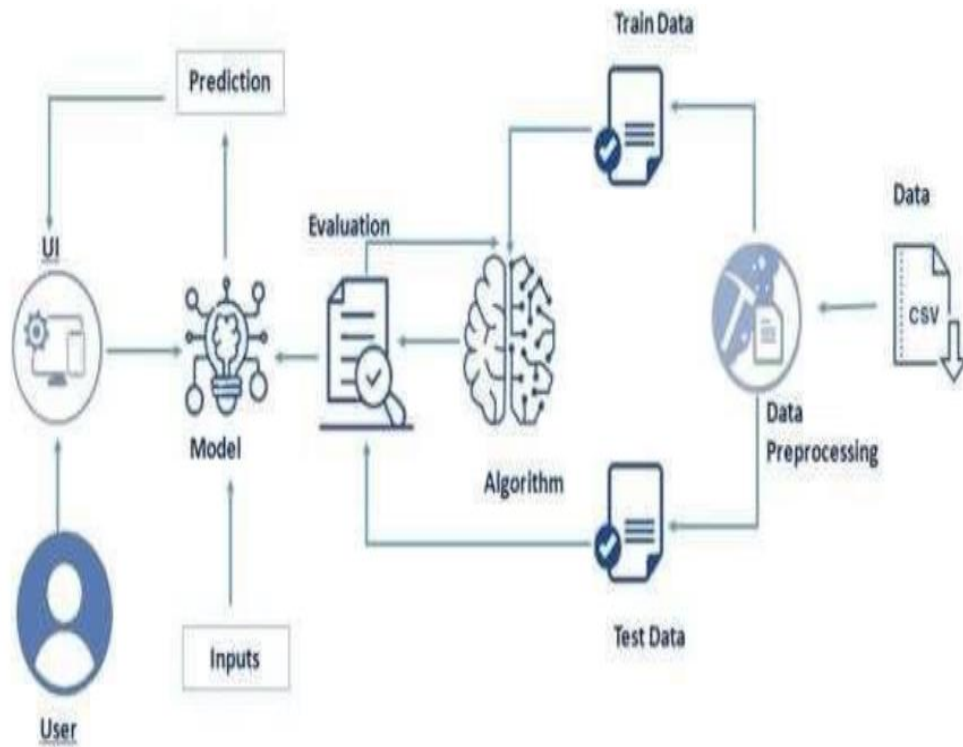 Train Data
Prediction
Data
Evaluation
UI
CSV
Data
Preprocessing
Model
Algorithm
Test Data
Inputs
User